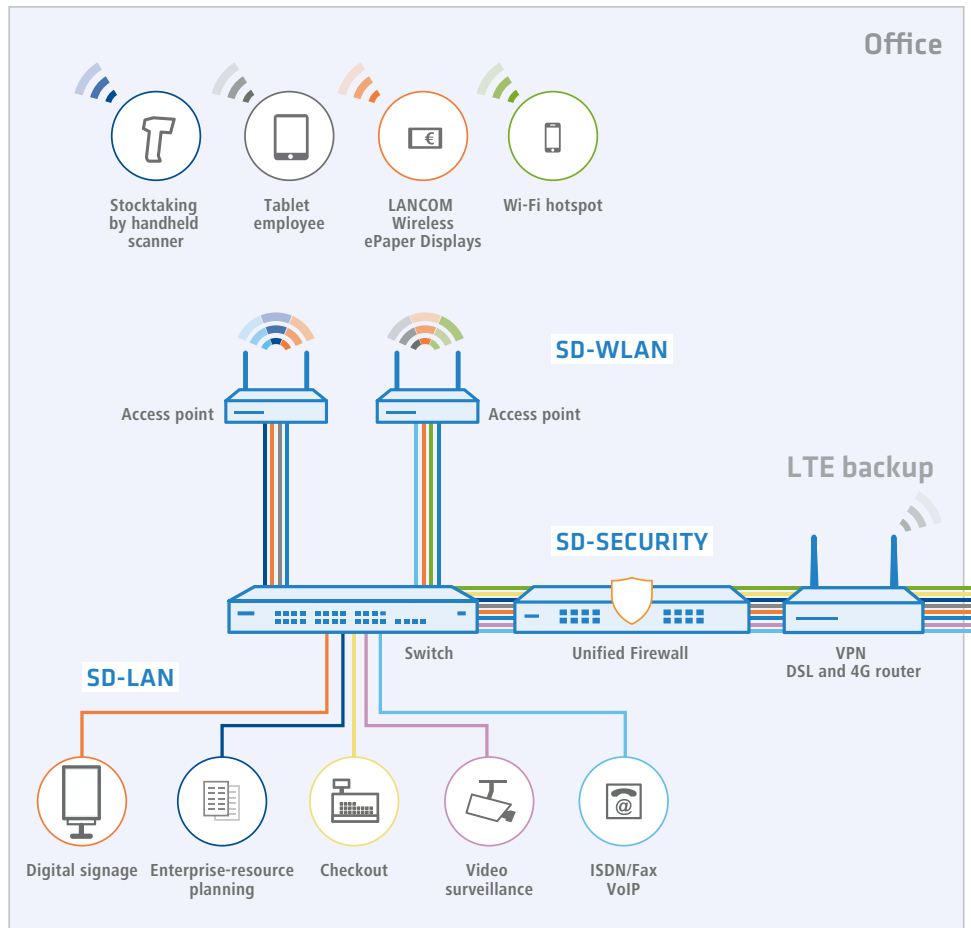 Office
Stocktaking
by handheld
scanner
Tablet
employee
LANCOM
Wireless
ePaper Displays
Wi-Fi hotspot
€
SD-WLAN
Access point
Access point
LTE backup
SD-SECURITY
Switch
Unified Firewall
VPN
DSL and 4G router
SD-LAN
@
Digital signage
Enterprise-resource
planning
Checkout
Video
surveillance
ISDN/Fax
VoIP